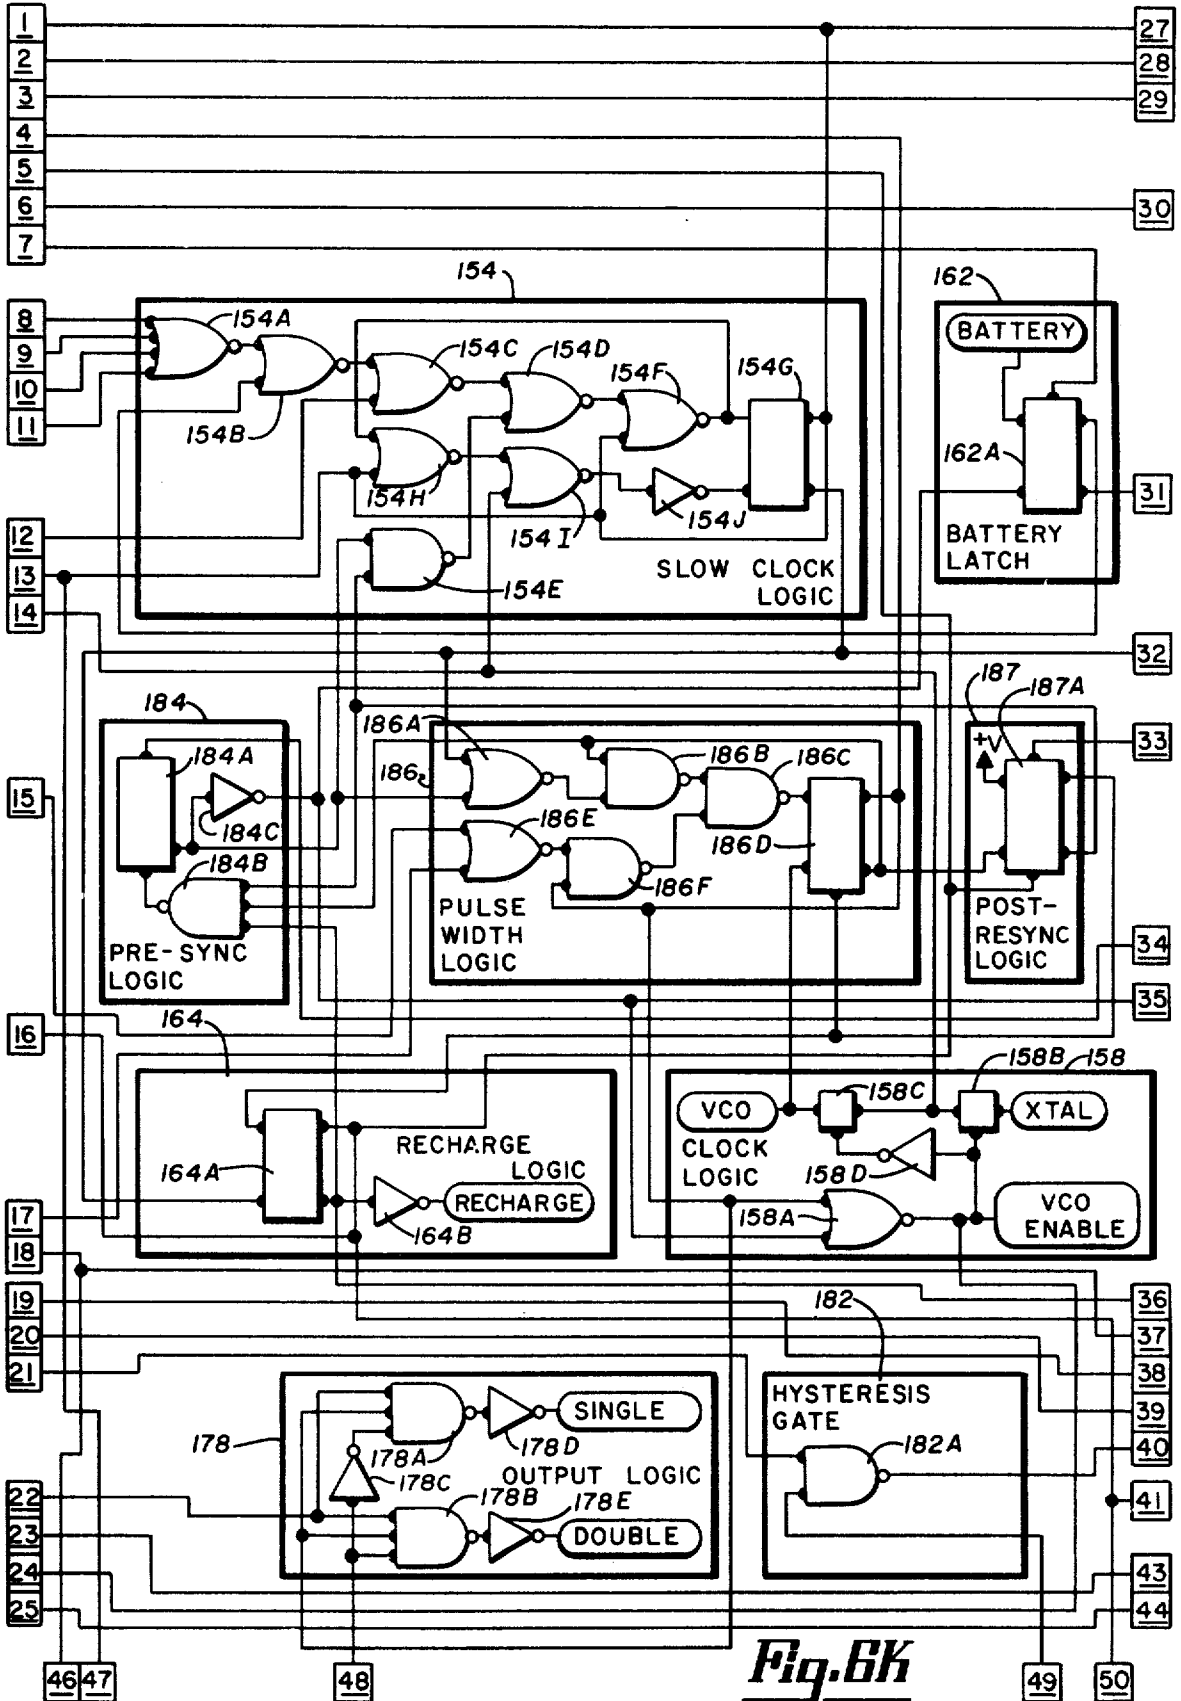 1
27
2
28
3
29
4
5
6
30
7
154
162
8
154A
BATTERY
9
154C
154D
154F
154G
10
11
154B
162A
154H
154I
154J
31
12
BATTERY
LATCH
13
154E
SLOW CLOCK
LOGIC
14
32
184
186A
187
187A
184A
186
186B
186C
+V
33
15
184C
186E
186D
184B
186F
PRE-SYNC
LOGIC
PULSE
WIDTH
LOGIC
POST-
RESYNC
LOGIC
34
35
16
164
158B
158
158C
VCO
XTAL
RECHARGE
LOGIC
CLOCK
LOGIC
164A
158D
RECHARGE
164B
158A
VCO
ENABLE
17
18
19
182
36
20
37
21
38
HYSTERESIS
GATE
39
SINGLE
178
178A
178D
182A
40
178C
OUTPUT LOGIC
22
178B
178E
41
23
DOUBLE
24
43
25
44
Fig.6K
46
47
48
49
50